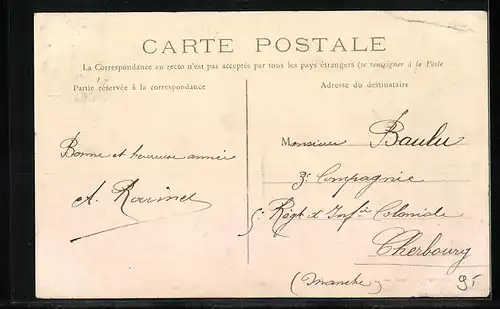 CARTE POSTALE
La Correspondance au recto n'est pas acceptée par tous les pays étrangers (se renseigner à la Poste
Partie réservée à la correspondance
Adresse du destinataire
Bonne et heureuse année
A. Ravinel
Monsieur Baulu
3e Compagnie
5e Régt d'Infie Coloniale
Cherbourg
(Manche)
95